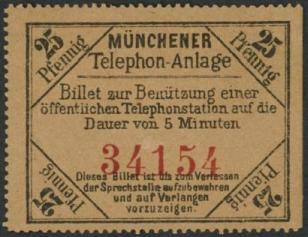 25 Pfennig
25 Pfennig
MÜNCHENER
Telephon-Anlage
Billet zur Benützung einer
öffentlichen Telephonstation auf die
Dauer von 5 Minuten
34154
Dieses Billet ist bis zum Verlassen
der Sprechstelle aufzubewahren
und auf Verlangen
vorzuzeigen.
25 Pfennig
25 Pfennig